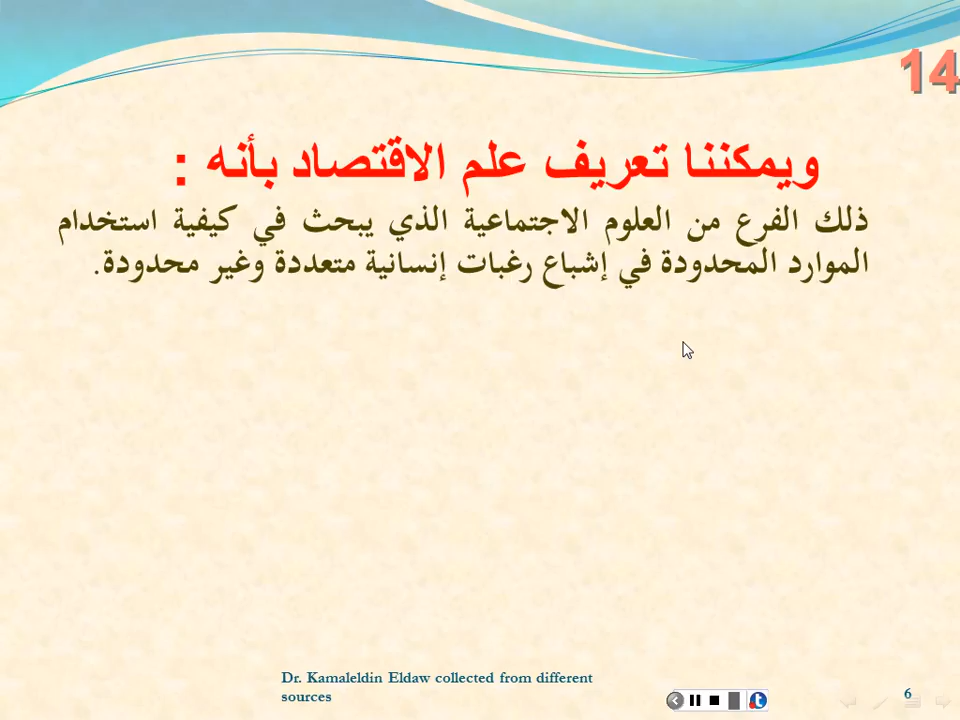 14
ويمكننا تعريف علم الاقتصاد بأنه :
ذلك الفرع من العلوم الاجتماعية الذي يبحث في كيفية استخدام
الموارد المحدودة في إشباع رغبات إنسانية متعددة وغير محدودة.
Dr. Kamaleldin Eldaw collected from different
sources
6